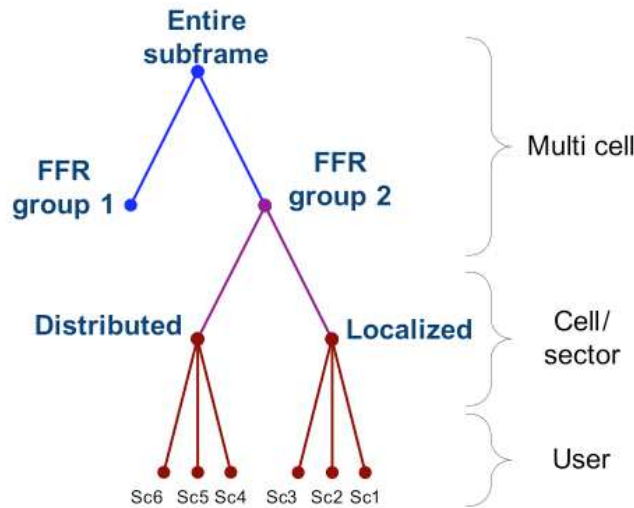 Entire
subframe
FFR
group 1
FFR
group 2
Multi cell
Distributed
Localized
Cell/
sector
User
Sc6 Sc5 Sc4 Sc3 Sc2 Sc1